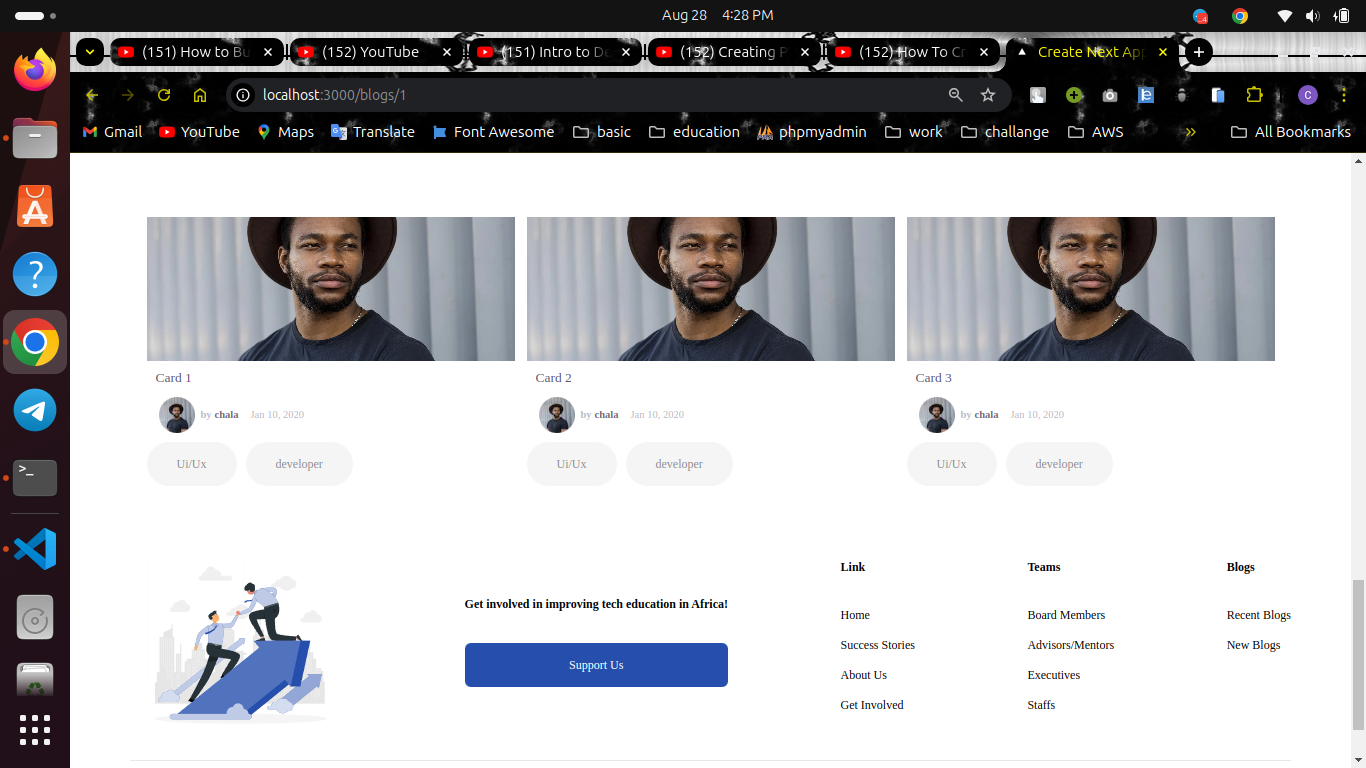 Aug 28 4:28 PM
(151) How to Bu
(152) YouTube
(151) Intro to De
(152) Creating P
(152) How To Cr
Create Next App
localhost:3000/blogs/1
C
Gmail YouTube Maps Translate Font Awesome basic education phpmyadmin work challange AWS » All Bookmarks
Card 1
by chala Jan 10, 2020
Ui/Ux developer
Card 2
by chala Jan 10, 2020
Ui/Ux developer
Card 3
by chala Jan 10, 2020
Ui/Ux developer
Get involved in improving tech education in Africa!
Support Us
Link
Home
Success Stories
About Us
Get Involved
Teams
Board Members
Advisors/Mentors
Executives
Staffs
Blogs
Recent Blogs
New Blogs